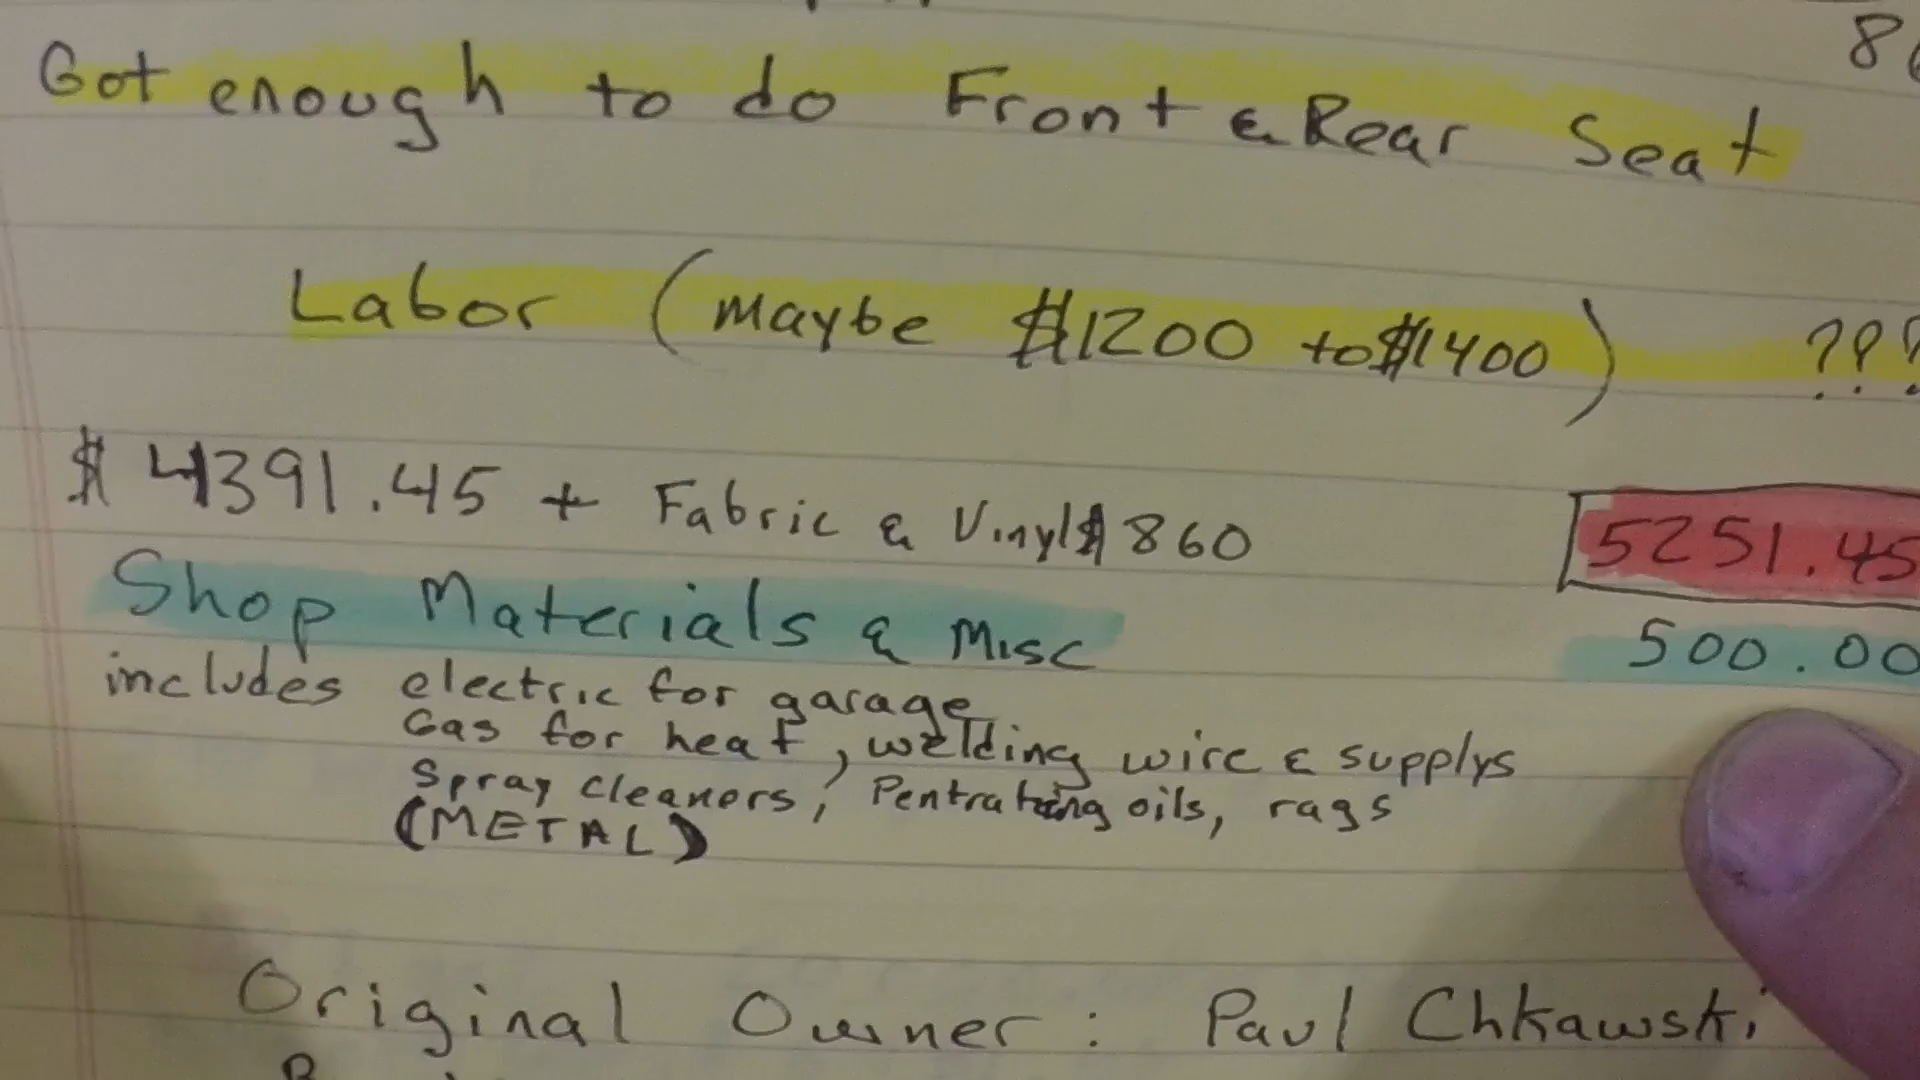 Got enough to do Front & Rear Seat
Labor (maybe $1200 to $1400) ???
$ 4391.45 + Fabric & Vinyl $860 5251.45
Shop Materials & Misc 500.00
includes electric for garage
Gas for heat, welding wire & supplys
Spray cleaners, Pentrating oils, rags
(METAL)
Original Owner: Paul Chkawski